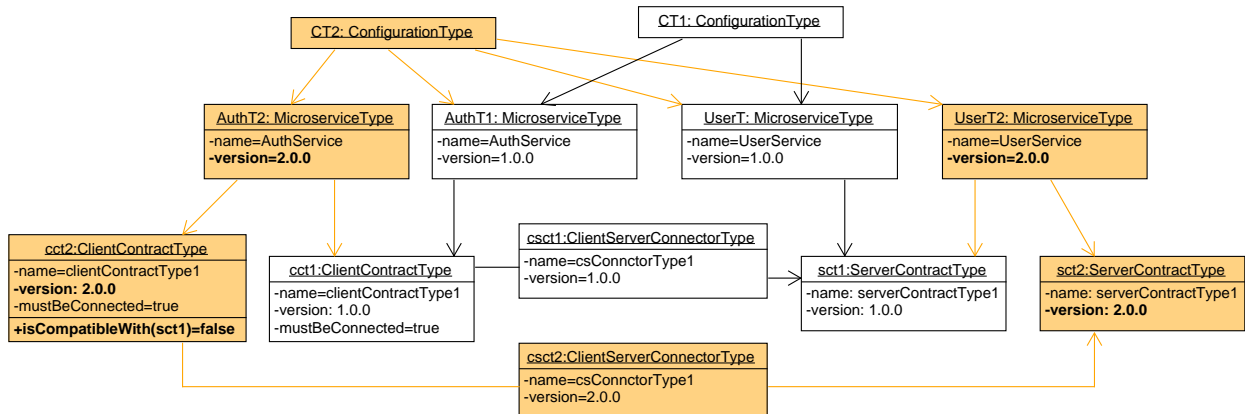 CT2: ConfigurationType
CT1: ConfigurationType
AuthT2: MicroserviceType
-name=AuthService
-version=2.0.0
AuthT1: MicroserviceType
-name=AuthService
-version=1.0.0
UserT: MicroserviceType
-name=UserService
-version=1.0.0
UserT2: MicroserviceType
-name=UserService
-version=2.0.0
cct2:ClientContractType
-name=clientContractType1
-version: 2.0.0
-mustBeConnected=true
+isCompatibleWith(sct1)=false
cct1:ClientContractType
-name=clientContractType1
-version: 1.0.0
-mustBeConnected=true
csct1:ClientServerConnectorType
-name=csConnctorType1
-version=1.0.0
sct1:ServerContractType
-name: serverContractType1
-version: 1.0.0
sct2:ServerContractType
-name: serverContractType1
-version: 2.0.0
csct2:ClientServerConnectorType
-name=csConnctorType1
-version=2.0.0